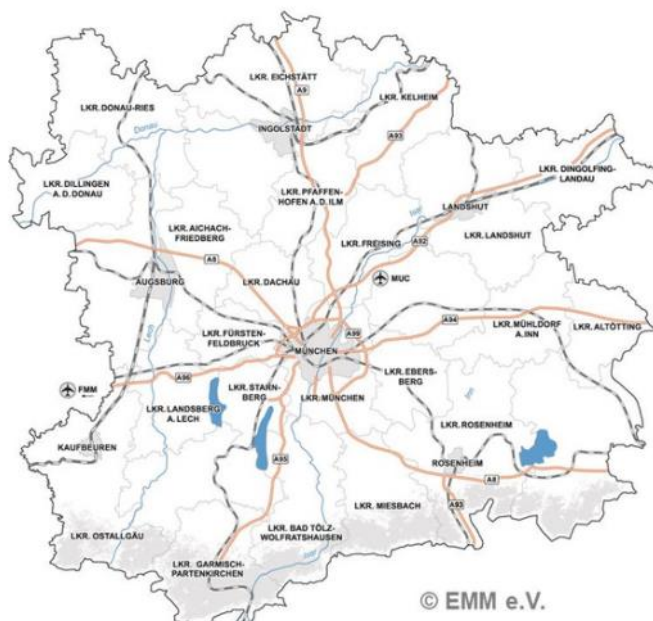 LKR. EICHSTÄTT
A9
LKR. DONAU-RIES
LKR. KELHEIM
Donau
INGOLSTADT
A93
LKR. DILLINGEN
A.D. DONAU
LKR. DINGOLFING-
LANDAU
LKR. PFAFFEN-
HOFEN A.D. ILM
Isar
LANDSHUT
LKR. AICHACH-
FRIEDBERG
LKR. FREISING
A92
LKR. LANDSHUT
A8
LKR. DACHAU
MUC
AUGSBURG
Lech
LKR. FÜRSTEN-
FELDBRUCK
A99
A94
LKR. MÜHLDORF
A.INN
LKR. ALTÖTTING
MÜNCHEN
FMM
A96
LKR. STARN-
BERG
LKR. EBERS-
BERG
LKR. MÜNCHEN
LKR. LANDSBERG
A. LECH
Inn
KAUFBEUREN
LKR. ROSENHEIM
A95
ROSENHEIM
A8
LKR. MIESBACH
A93
LKR. OSTALLGÄU
LKR. BAD TÖLZ-
WOLFRATSHAUSEN
LKR. GARMISCH-
PARTENKIRCHEN
Isar
© EMM e.V.